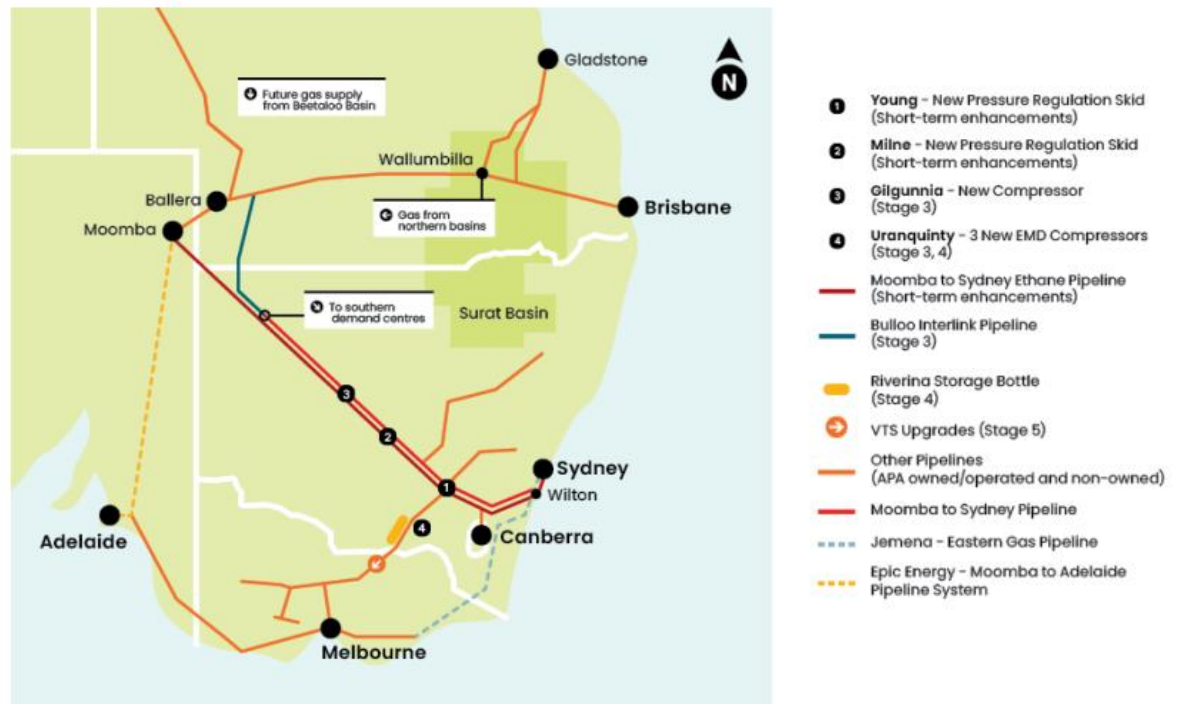 Gladstone
N
Future gas supply
from Beetaloo Basin
Wallumbilla
Ballera
Gas from
northern basins
Brisbane
Moomba
To southern
demand centres
Surat Basin
3
2
1
Sydney
Wilton
4
Canberra
Adelaide
Melbourne
1 Young - New Pressure Regulation Skid
(Short-term enhancements)
2 Milne - New Pressure Regulation Skid
(Short-term enhancements)
3 Gilgunnia - New Compressor
(Stage 3)
4 Uranquinty - 3 New EMD Compressors
(Stage 3, 4)
Moomba to Sydney Ethane Pipeline
(Short-term enhancements)
Bulloo Interlink Pipeline
(Stage 3)
Riverina Storage Bottle
(Stage 4)
VTS Upgrades (Stage 5)
Other Pipelines
(APA owned/operated and non-owned)
Moomba to Sydney Pipeline
Jemena - Eastern Gas Pipeline
Epic Energy - Moomba to Adelaide
Pipeline System